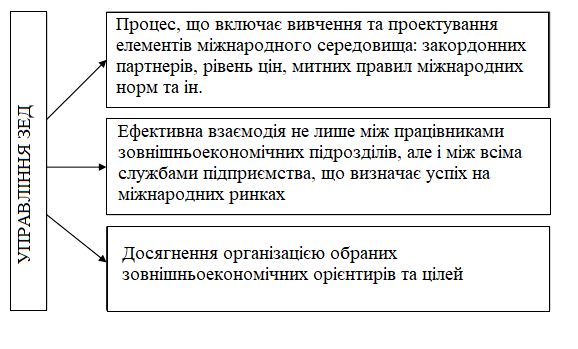 УПРАВЛІННЯ ЗЕД
Процес, що включає вивчення та проектування
елементів міжнародного середовища: закордонних
партнерів, рівень цін, митних правил міжнародних
норм та ін.
Ефективна взаємодія не лише між працівниками
зовнішньоекономічних підрозділів, але і між всіма
службами підприємства, що визначає успіх на
міжнародних ринках
Досягнення організацією обраних
зовнішньоекономічних орієнтирів та цілей